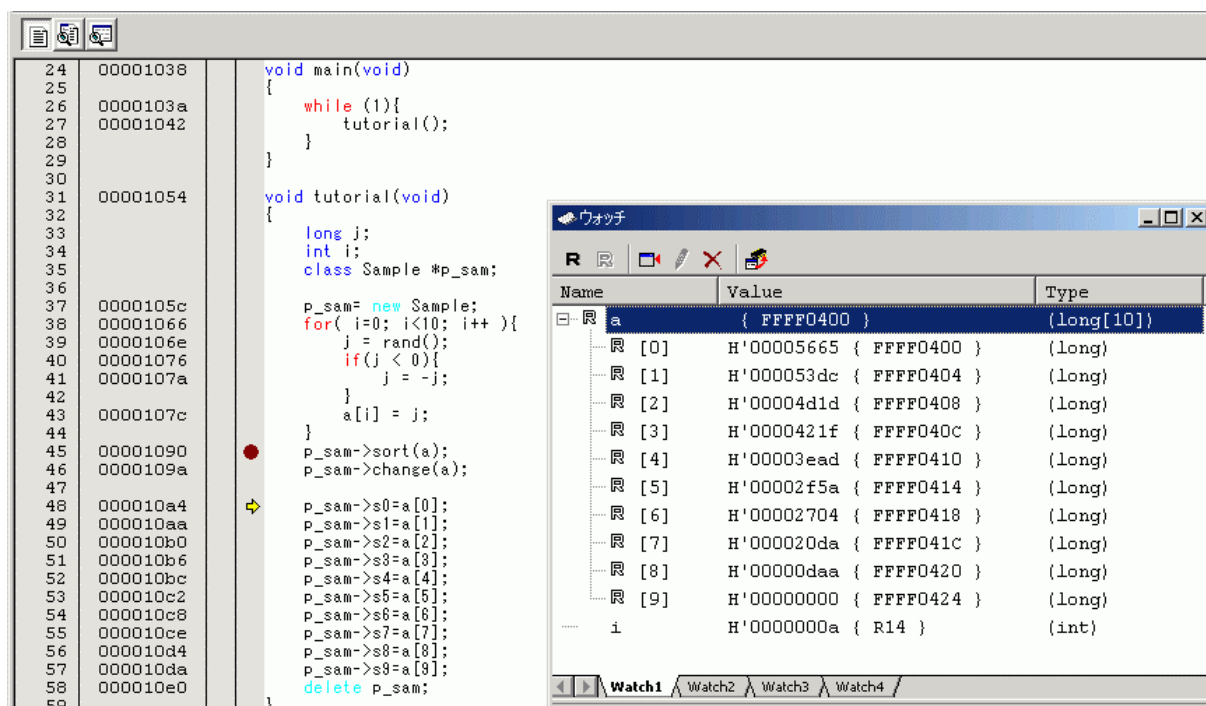 24 00001038 void main(void)
25 {
26 0000103a while (1){
27 00001042 tutorial();
28 }
29 }
30
31 00001054 void tutorial(void)
32 {
33 long j;
34 int i;
35 class Sample *p_sam;
36
37 0000105c p_sam= new Sample;
38 00001066 for( i=0; i<10; i++ ){
39 0000106e j = rand();
40 00001076 if(j < 0){
41 0000107a j = -j;
42 }
43 0000107c a[i] = j;
44 }
45 00001090 p_sam->sort(a);
46 0000109a p_sam->change(a);
47
48 000010a4 p_sam->s0=a[0];
49 000010aa p_sam->s1=a[1];
50 000010b0 p_sam->s2=a[2];
51 000010b6 p_sam->s3=a[3];
52 000010bc p_sam->s4=a[4];
53 000010c2 p_sam->s5=a[5];
54 000010c8 p_sam->s6=a[6];
55 000010ce p_sam->s7=a[7];
56 000010d4 p_sam->s8=a[8];
57 000010da p_sam->s9=a[9];
58 000010e0 delete p_sam;
59 }
ウォッチ
R R
Name Value Type
R a { FFFF0400 } (long[10])
R [0] H'00005665 { FFFF0400 } (long)
R [1] H'000053dc { FFFF0404 } (long)
R [2] H'00004d1d { FFFF0408 } (long)
R [3] H'0000421f { FFFF040C } (long)
R [4] H'00003ead { FFFF0410 } (long)
R [5] H'00002f5a { FFFF0414 } (long)
R [6] H'00002704 { FFFF0418 } (long)
R [7] H'000020da { FFFF041C } (long)
R [8] H'00000daa { FFFF0420 } (long)
R [9] H'00000000 { FFFF0424 } (long)
i H'0000000a { R14 } (int)
Watch1 Watch2 Watch3 Watch4